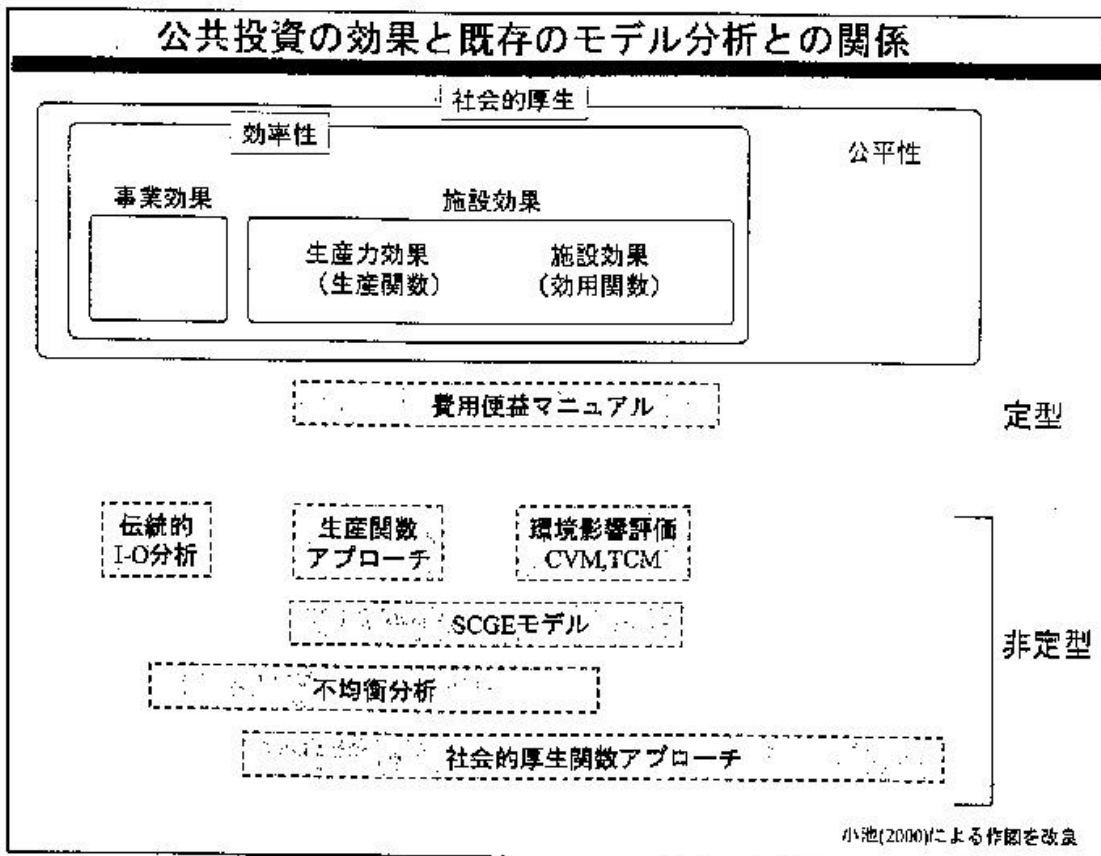 公共投資の効果と既存のモデル分析との関係
社会的厚生
効率性
公平性
事業効果
施設効果
生産力効果
(生産関数)
施設効果
(効用関数)
費用便益マニュアル
定型
伝統的
I-O分析
生産関数
アプローチ
環境影響評価
CVM,TCM
SCGEモデル
非定型
不均衡分析
社会的厚生関数アプローチ
小池(2000)による作図を改良